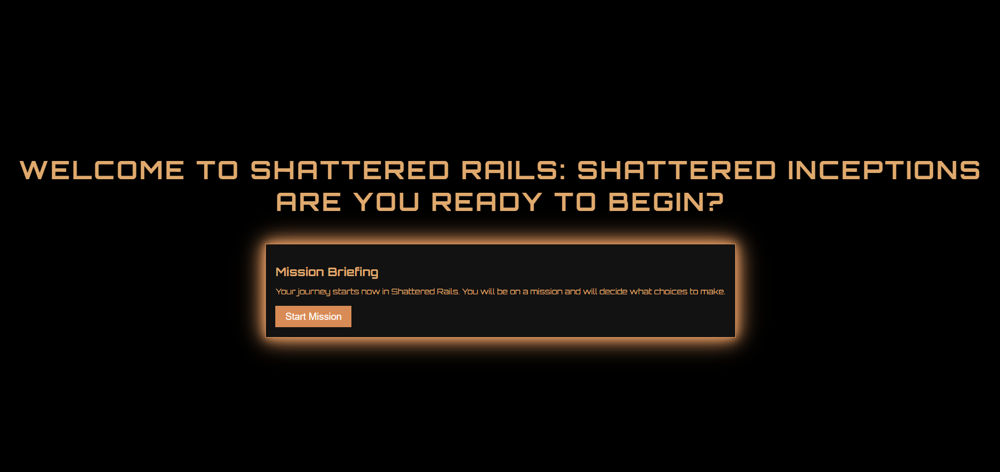 WELCOME TO SHATTERED RAILS: SHATTERED INCEPTIONS
ARE YOU READY TO BEGIN?
Mission Briefing
Your journey starts now in Shattered Rails. You will be on a mission and will decide what choices to make.
Start Mission